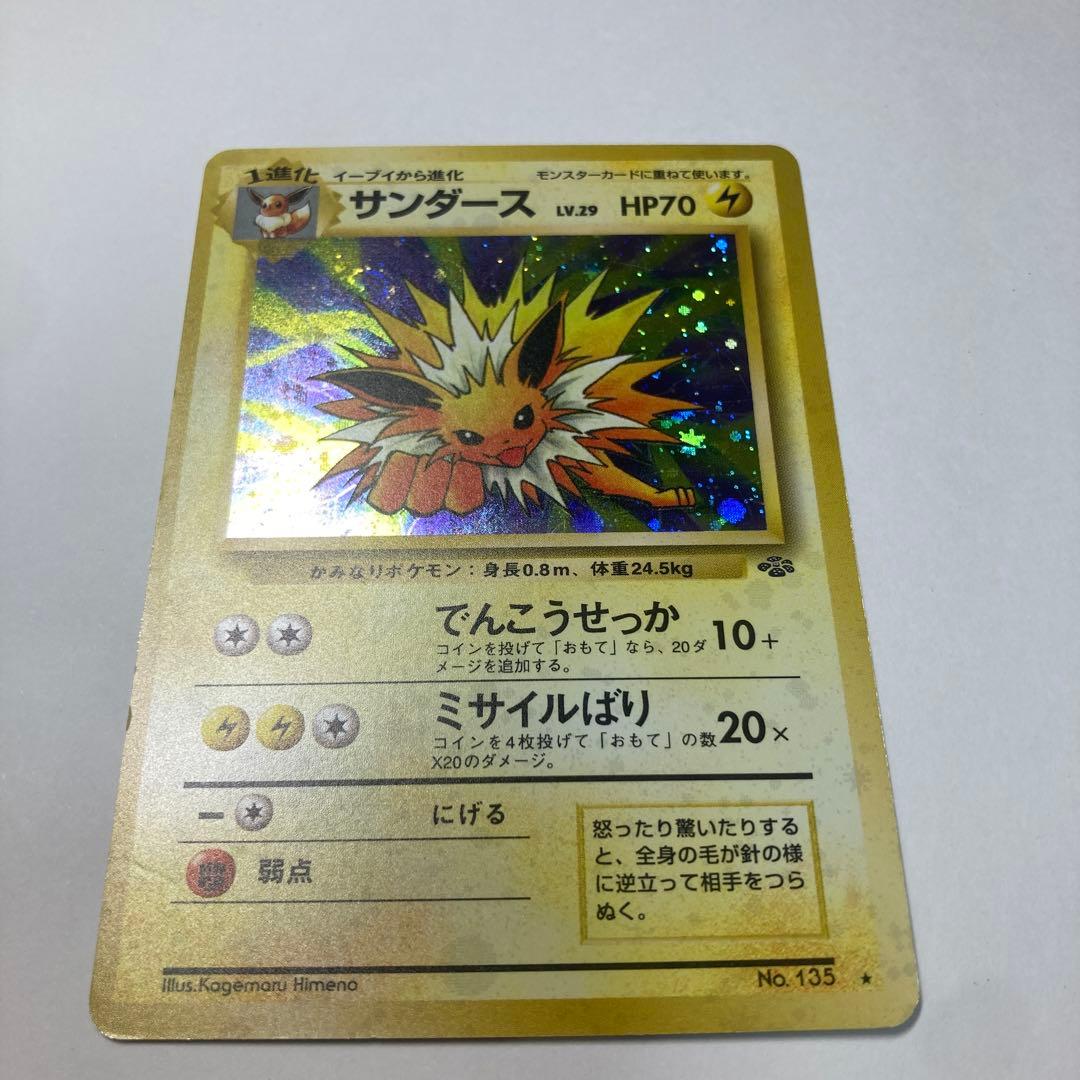 1進化 イーブイから進化 モンスターカードに重ねて使います。
サンダース LV.29 HP70
かみなりポケモン：身長0.8m、体重24.5kg
でんこうせっか 10+
コインを投げて「おもて」なら、20ダ
メージを追加する。
ミサイルばり 20×
コインを4枚投げて「おもて」の数
X20のダメージ。
ー にげる
弱点
怒ったり驚いたりする
と、全身の毛が針の様
に逆立って相手をつら
ぬく。
Illus.Kagemaru Himeno No. 135 ★